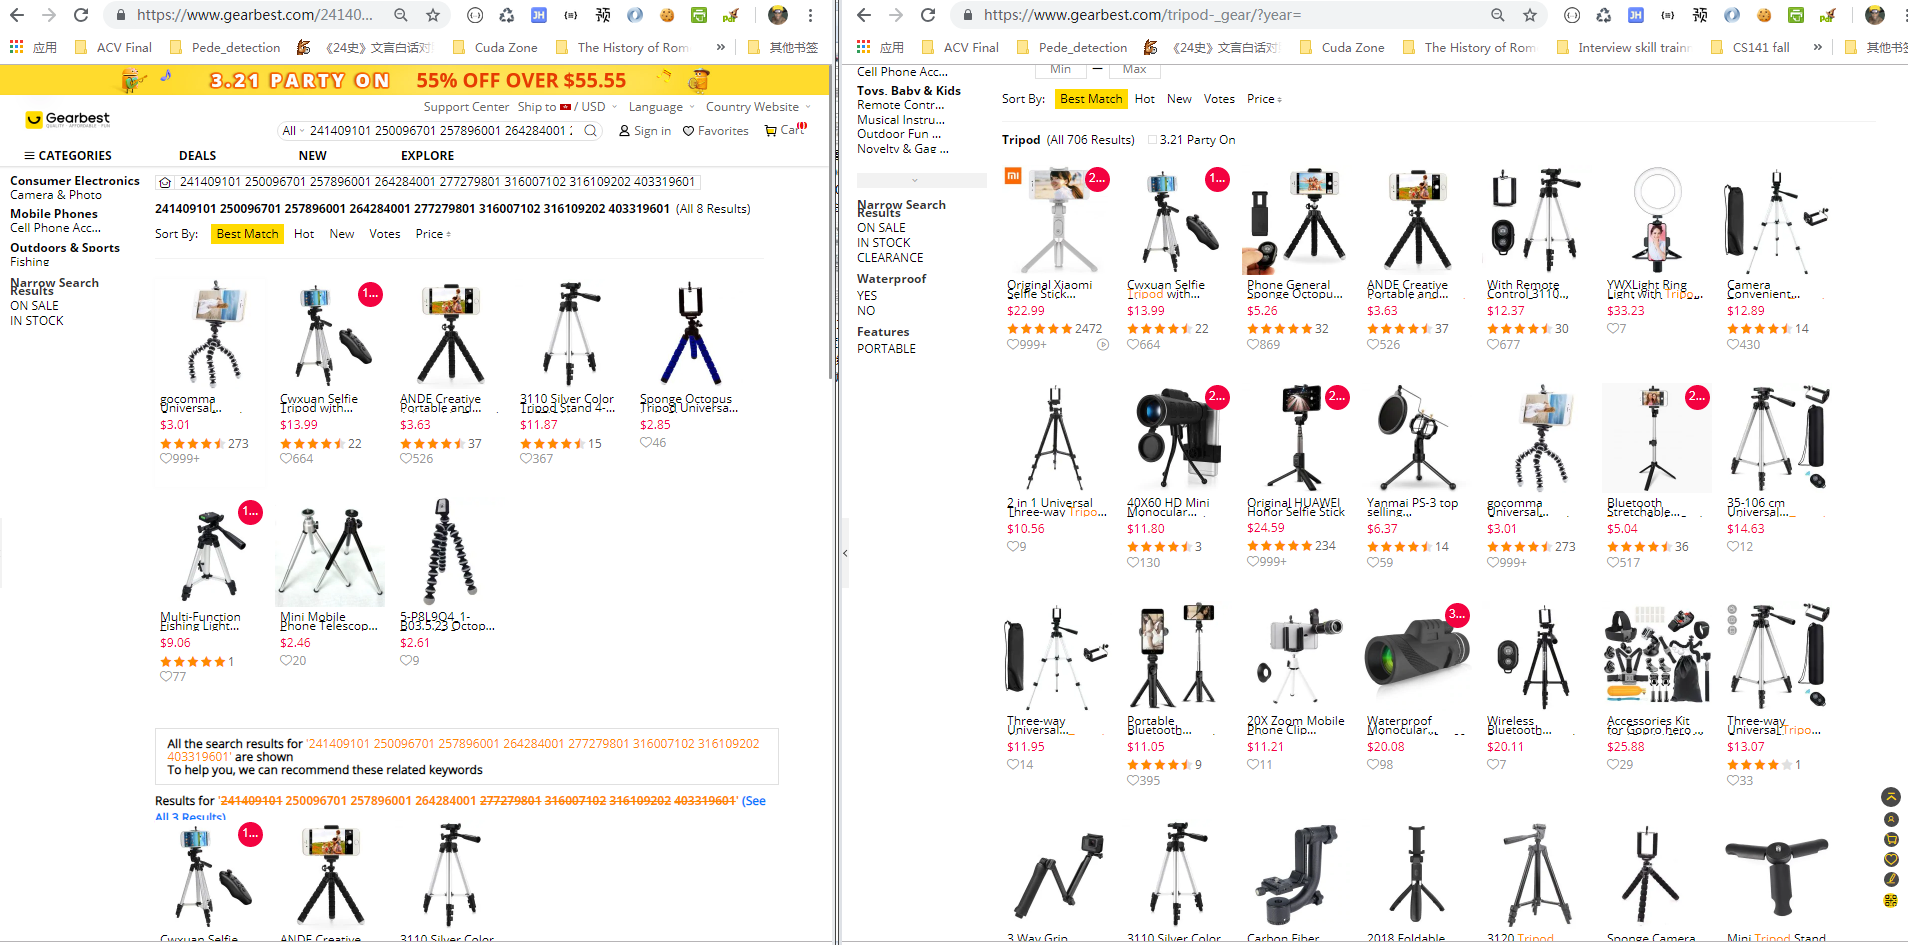 https://www.gearbest.com/24140...
应用
ACV Final
Pede_detection
《24史》文言白话对
Cuda Zone
The History of Rom
»
其他书签
3.21 PARTY ON 55% OFF OVER $55.55
Support Center Ship to / USD Language Country Website
Gearbest
All 241409101 250096701 257896001 264284001 2
Sign in Favorites Cart
CATEGORIES DEALS NEW EXPLORE
Consumer Electronics
Camera & Photo
Mobile Phones
Cell Phone Acc...
Outdoors & Sports
Fishing
Narrow Search
Results
ON SALE
IN STOCK
241409101 250096701 257896001 264284001 277279801 316007102 316109202 403319601
241409101 250096701 257896001 264284001 277279801 316007102 316109202 403319601 (All 8 Results)
Sort By: Best Match Hot New Votes Price
1...
gocomma
Universal...
$3.01
273
999+
Cwxuan Selfie
Tripod with...
$13.99
22
664
ANDE Creative
Portable and...
$3.63
37
526
3110 Silver Color
Tripod Stand 4-...
$11.87
15
367
Sponge Octopus
Tripod Universa...
$2.85
46
1...
Multi-Function
Fishing Light...
$9.06
1
77
Mini Mobile
Phone Telescop...
$2.46
20
5-P8L9Q4_1-
B03.5.23 Octop...
$2.61
9
All the search results for '241409101 250096701 257896001 264284001 277279801 316007102 316109202
403319601' are shown
To help you, we can recommend these related keywords
Results for '241409101 250096701 257896001 264284001 277279801 316007102 316109202 403319601' (See
All 3 Results)
1...
Cwxuan Selfie
ANDE Creative
3110 Silver Color
https://www.gearbest.com/tripod-_gear/?year=
应用
ACV Final
Pede_detection
《24史》文言白话对
Cuda Zone
The History of Rom
Interview skill trainr
CS141 fall
»
其他书签
Cell Phone Acc...
Toys, Baby & Kids
Remote Contr...
Musical Instru...
Outdoor Fun ...
Novelty & Gag ...
Narrow Search
Results
ON SALE
IN STOCK
CLEARANCE
Waterproof
YES
NO
Features
PORTABLE
Min — Max
Sort By: Best Match Hot New Votes Price
Tripod (All 706 Results) 3.21 Party On
2...
Original Xiaomi
Selfie Stick...
$22.99
2472
999+
1...
Cwxuan Selfie
Tripod with...
$13.99
22
664
Phone General
Sponge Octopu...
$5.26
32
869
ANDE Creative
Portable and...
$3.63
37
526
With Remote
Control 3110...
$12.37
30
677
YWXLight Ring
Light with Tripo...
$33.23
7
Camera
Convenient...
$12.89
14
430
2 in 1 Universal
Three-way Tripo...
$10.56
9
2...
40X60 HD Mini
Monocular...
$11.80
3
130
2...
Original HUAWEI
Honor Selfie Stick
$24.59
234
999+
Yanmai PS-3 top
selling...
$6.37
14
59
gocomma
Universal...
$3.01
273
999+
2...
Bluetooth
Stretchable...
$5.04
36
517
35-106 cm
Universal...
$14.63
12
Three-way
Universal...
$11.95
14
Portable
Bluetooth...
$11.05
9
395
20X Zoom Mobile
Phone Clip...
$11.21
11
3...
Waterproof
Monocular...
$20.08
98
Wireless
Bluetooth...
$20.11
7
Accessories Kit
for Gopro hero...
$25.88
29
Three-way
Universal Tripo...
$13.07
1
33
3 Way Grip
3110 Silver Color
Carbon Fiber
2018 Foldable
3120 Tripod
Sponge Camera
Mini Tripod Stand